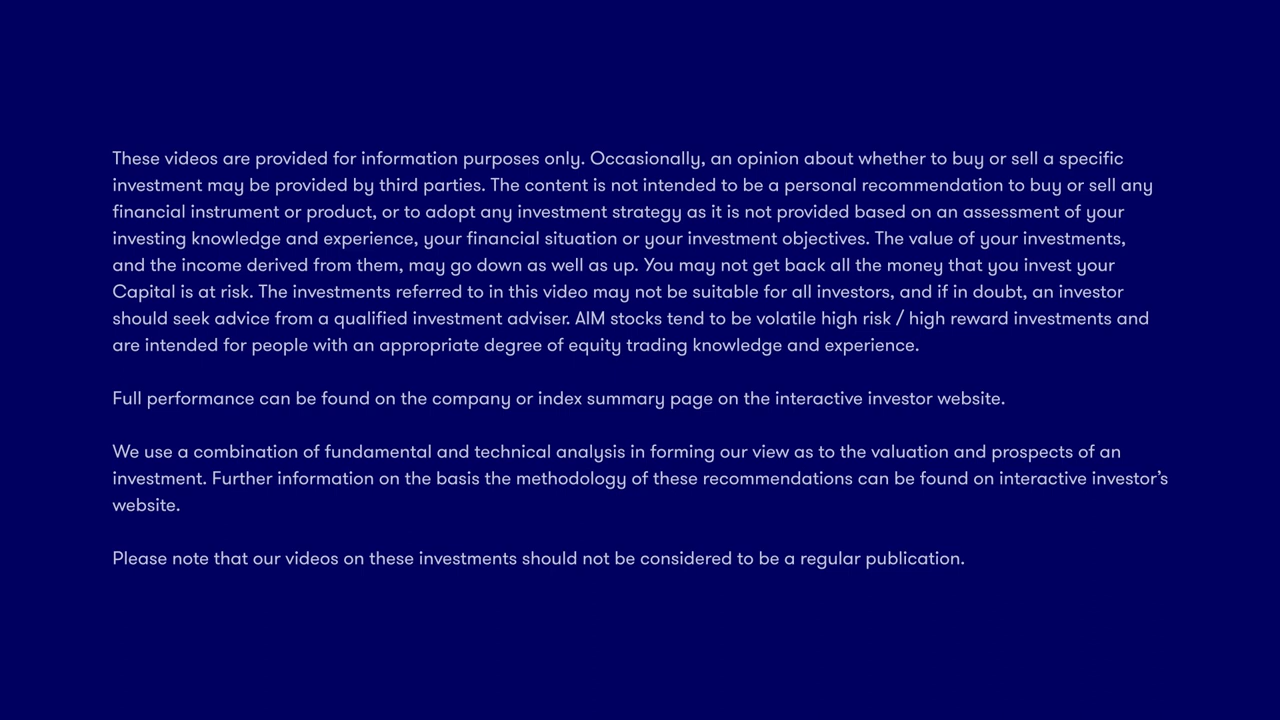 These videos are provided for information purposes only. Occasionally, an opinion about whether to buy or sell a specific
investment may be provided by third parties. The content is not intended to be a personal recommendation to buy or sell any
financial instrument or product, or to adopt any investment strategy as it is not provided based on an assessment of your
investing knowledge and experience, your financial situation or your investment objectives. The value of your investments,
and the income derived from them, may go down as well as up. You may not get back all the money that you invest your
Capital is at risk. The investments referred to in this video may not be suitable for all investors, and if in doubt, an investor
should seek advice from a qualified investment adviser. AIM stocks tend to be volatile high risk / high reward investments and
are intended for people with an appropriate degree of equity trading knowledge and experience.
Full performance can be found on the company or index summary page on the interactive investor website.
We use a combination of fundamental and technical analysis in forming our view as to the valuation and prospects of an
investment. Further information on the basis the methodology of these recommendations can be found on interactive investor’s
website.
Please note that our videos on these investments should not be considered to be a regular publication.